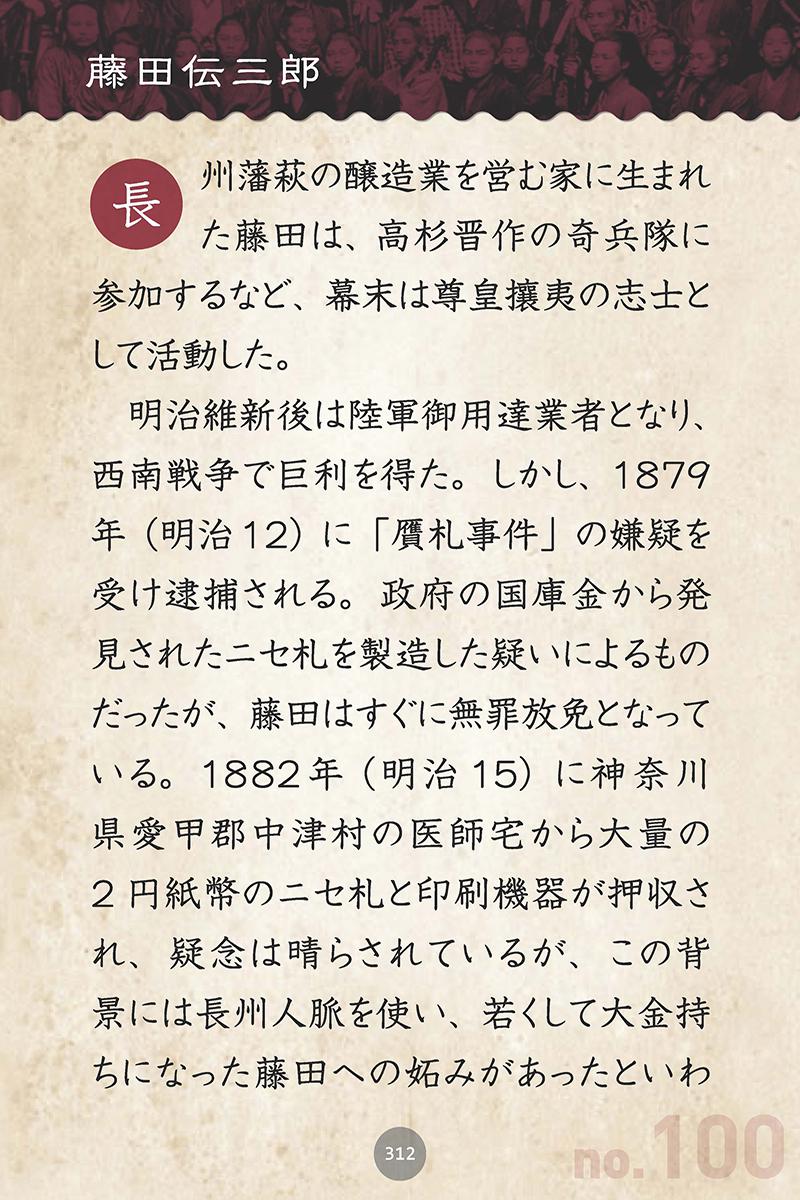 藤田伝三郎
長州藩萩の醸造業を営む家に生まれ
た藤田は、高杉晋作の奇兵隊に
参加するなど、幕末は尊皇攘夷の志士と
して活動した。
明治維新後は陸軍御用達業者となり、
西南戦争で巨利を得た。しかし、1879
年（明治12）に「贋札事件」の嫌疑を
受け逮捕される。政府の国庫金から発
見されたニセ札を製造した疑いによるもの
だったが、藤田はすぐに無罪放免となって
いる。1882年（明治15）に神奈川
県愛甲郡中津村の医師宅から大量の
2円紙幣のニセ札と印刷機器が押収さ
れ、疑念は晴らされているが、この背
景には長州人脈を使い、若くして大金持
ちになった藤田への妬みがあったといわ
312
no.100